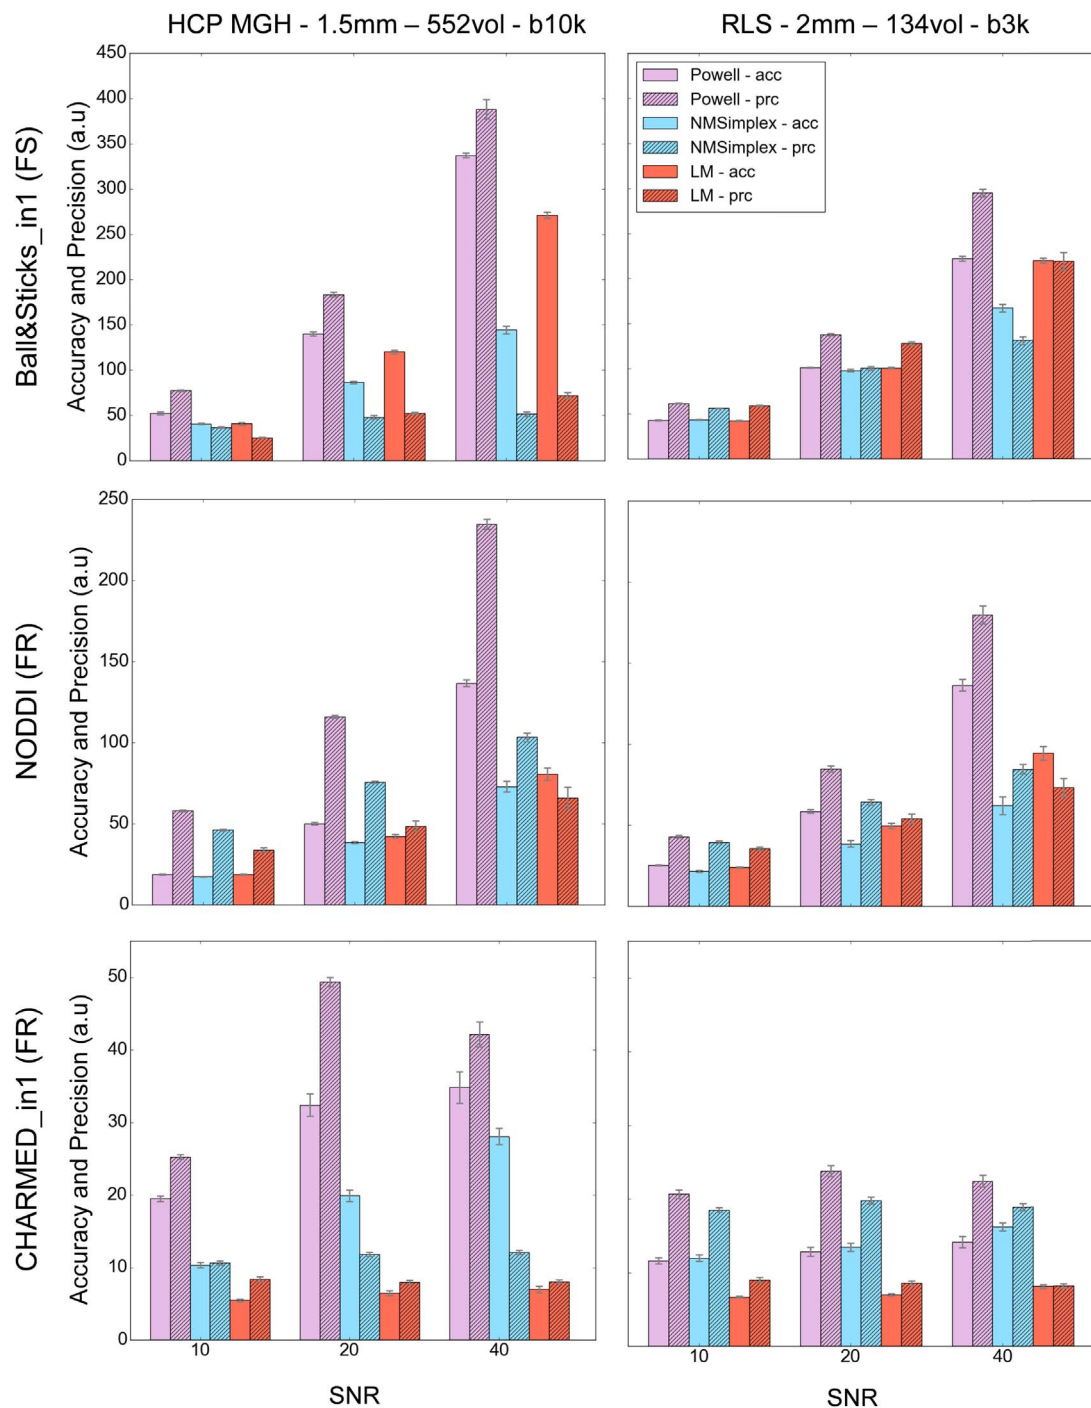 HCP MGH - 1.5mm – 552vol - b10k
RLS - 2mm – 134vol - b3k
Ball&Sticks_in1 (FS)
Accuracy and Precision (a.u)
450
400
350
300
250
200
150
100
50
0
Powell - acc
Powell - prc
NMSimplex - acc
NMSimplex - prc
LM - acc
LM - prc
NODDI (FR)
Accuracy and Precision (a.u)
250
200
150
100
50
0
CHARMED_in1 (FR)
Accuracy and Precision (a.u)
50
40
30
20
10
0
10
20
40
SNR
10
20
40
SNR